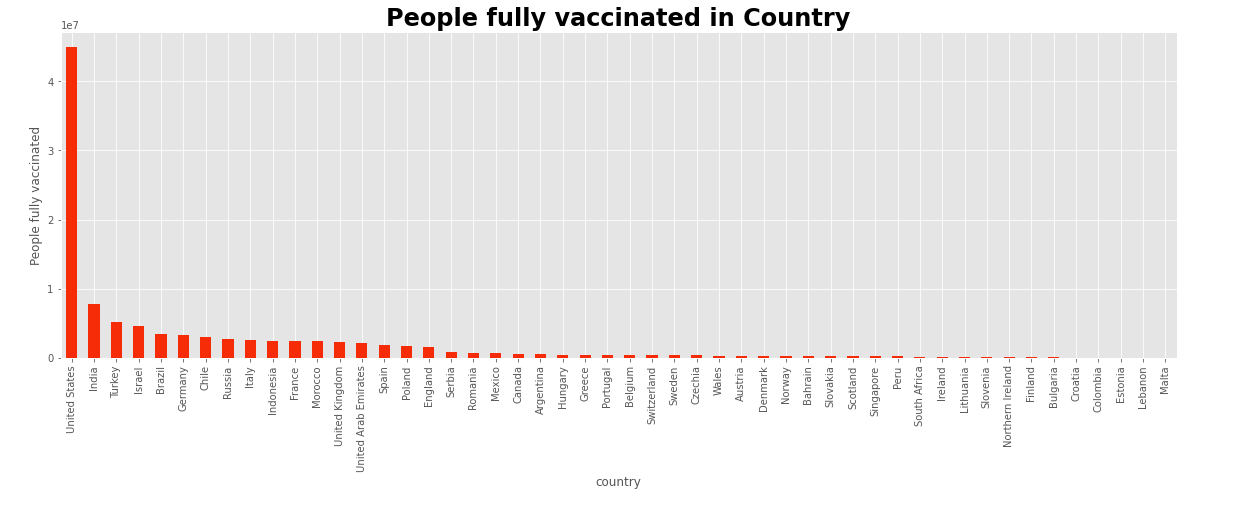 People fully vaccinated in Country
1e7
4
3
2
1
0
People fully vaccinated
United States
India
Turkey
Israel
Brazil
Germany
Chile
Russia
Italy
Indonesia
France
Morocco
United Kingdom
United Arab Emirates
Spain
Poland
England
Serbia
Romania
Mexico
Canada
Argentina
Hungary
Greece
Portugal
Belgium
Switzerland
Sweden
Czechia
Wales
Austria
Denmark
Norway
Bahrain
Slovakia
Scotland
Singapore
Peru
South Africa
Ireland
Lithuania
Slovenia
Northern Ireland
Finland
Bulgaria
Croatia
Colombia
Estonia
Lebanon
Malta
country